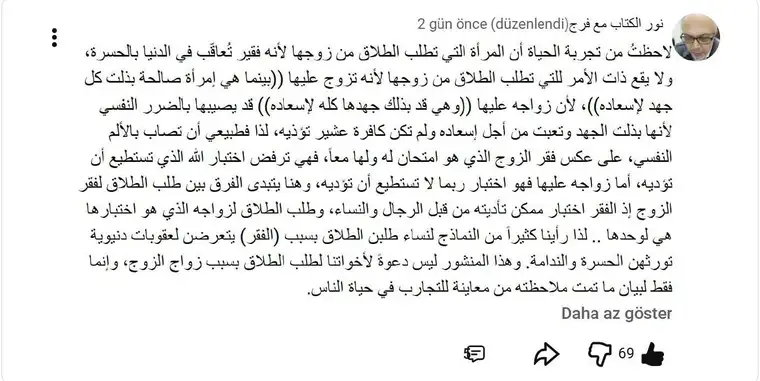 نور الكتاب مع فرج 2 gün önce (düzenlendi)
لاحظتُ من تجربة الحياة أن المرأة التي تطلب الطلاق من زوجها لأنه فقير تُعاقَب في الدنيا بالحسرة،
ولا يقع ذات الأمر للتي تطلب الطلاق من زوجها لأنه تزوج عليها ((بينما هي إمرأة صالحة بذلت كل
جهد لإسعاده))، لأن زواجه عليها ((وهي قد بذلك جهدها كله لإسعاده)) قد يصيبها بالضرر النفسي
لأنها بذلت الجهد وتعبت من أجل إسعاده ولم تكن كافرة عشير تؤذيه، لذا فطبيعي أن تصاب بالألم
النفسي، على عكس فقر الزوج الذي هو امتحان له ولها معاً، فهي ترفض اختبار الله الذي تستطيع أن
تؤديه، أما زواجه عليها فهو اختبار ربما لا تستطيع أن تؤديه، وهنا يتبدى الفرق بين طلب الطلاق لفقر
الزوج إذ الفقر اختبار ممكن تأديته من قبل الرجال والنساء، وطلب الطلاق لزواجه الذي هو اختبارها
هي لوحدها .. لذا رأينا كثيراً من النماذج لنساء طلبن الطلاق بسبب (الفقر) يتعرضن لعقوبات دنيوية
تورثهن الحسرة والندامة. وهذا المنشور ليس دعوةً لأخواتنا لطلب الطلاق بسبب زواج الزوج، وإنما
فقط لبيان ما تمت ملاحظته من معاينة للتجارب في حياة الناس.
Daha az göster
69 5